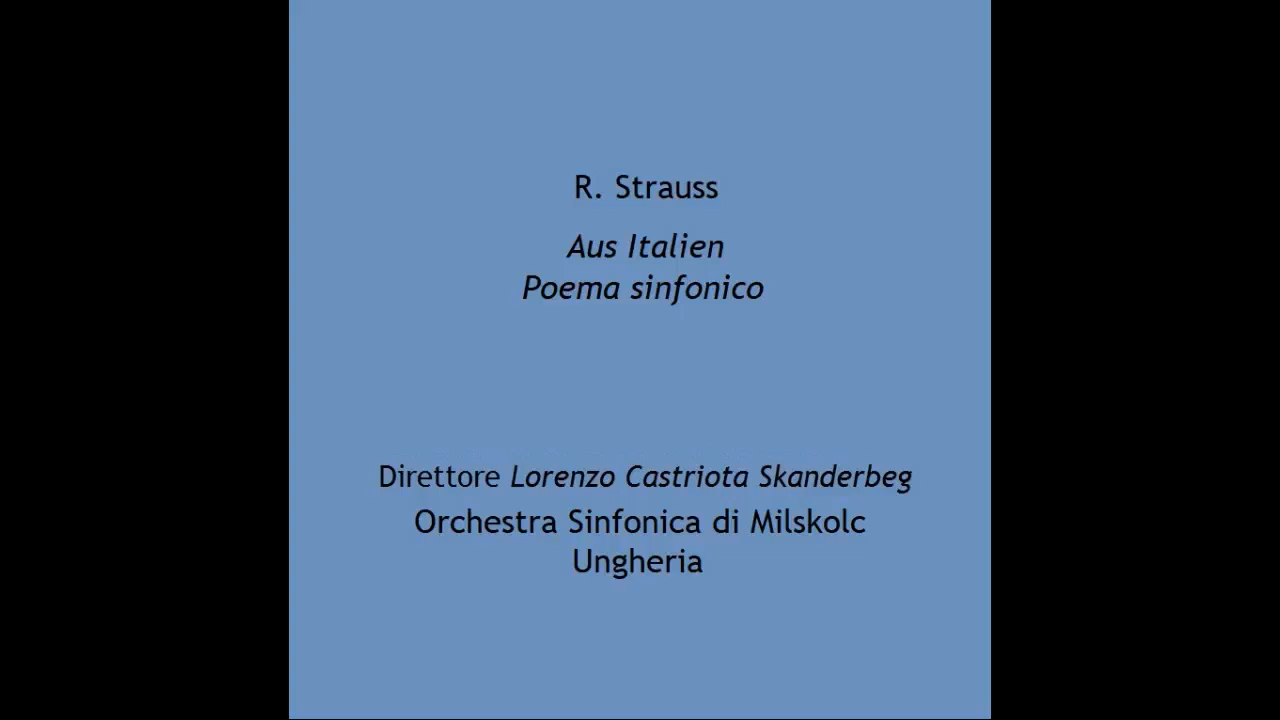 R. Strauss
Aus Italien
Poema sinfonico
Direttore Lorenzo Castriota Skanderbeg
Orchestra Sinfonica di Milskolc
Ungheria